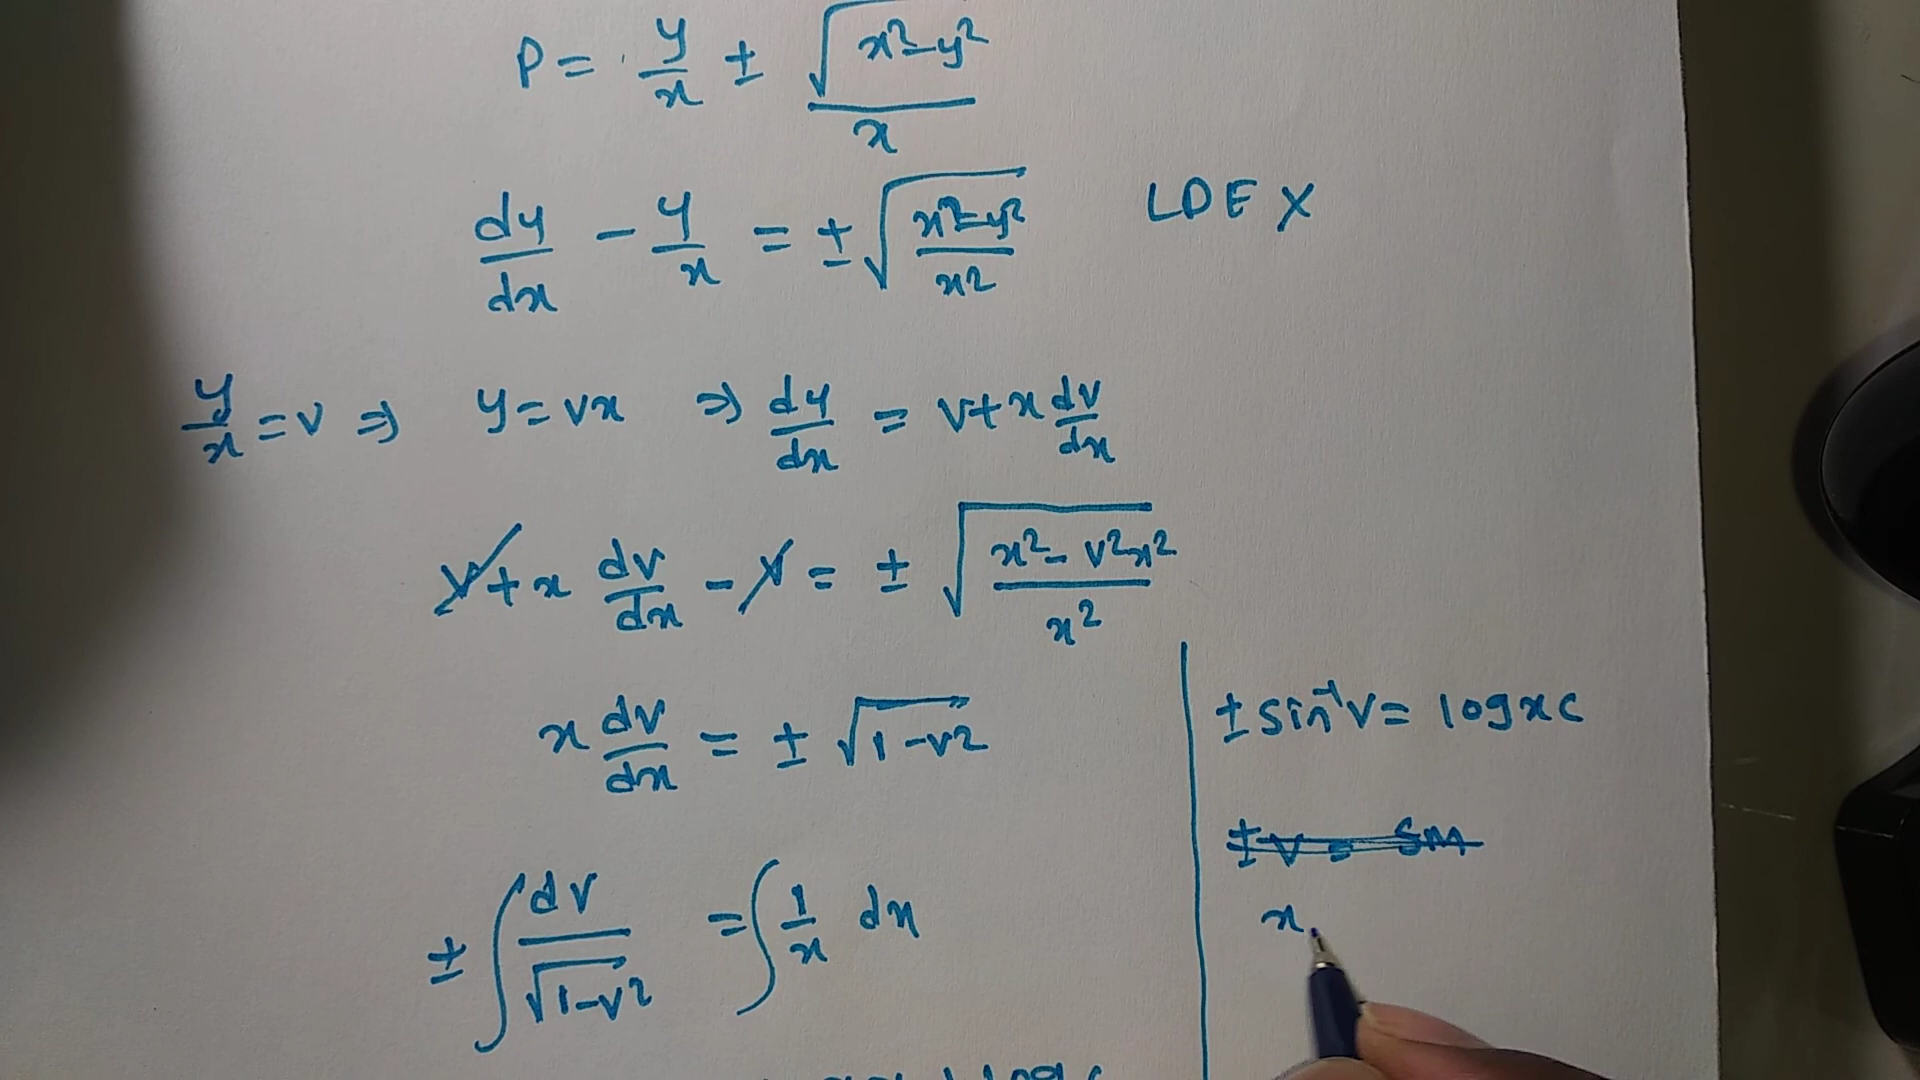 P = y/x ± √(x²-y²)/x
dy/dx - y/x = ± √((x²-y²)/x²) LDE X
y/x = v ⇒ y = vx ⇒ dy/dx = v + x dv/dx
v + x dv/dx - v = ± √((x² - v²x²)/x²)
x dv/dx = ± √(1-v²)
± ∫ dv/√(1-v²) = ∫ 1/x dx
± sin⁻¹v = log x c
± v = sin
x